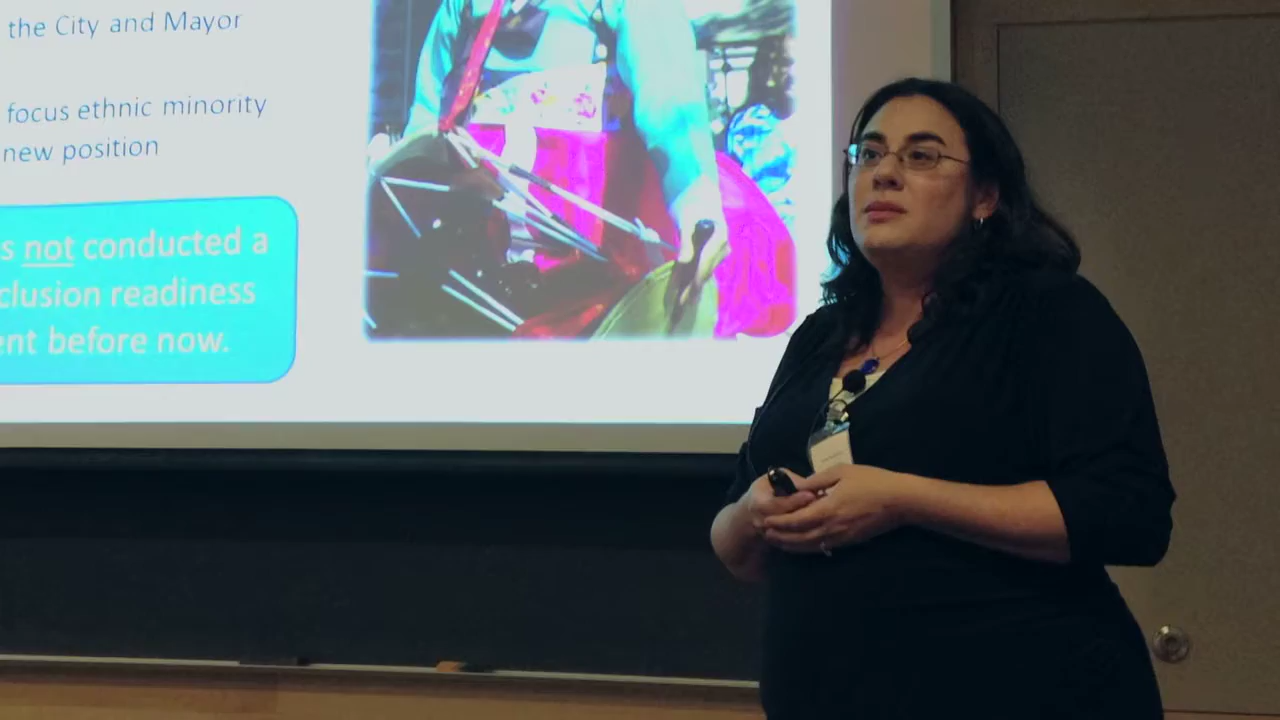 the City and Mayor
focus ethnic minority
new position
s not conducted a
clusion readiness
ent before now.